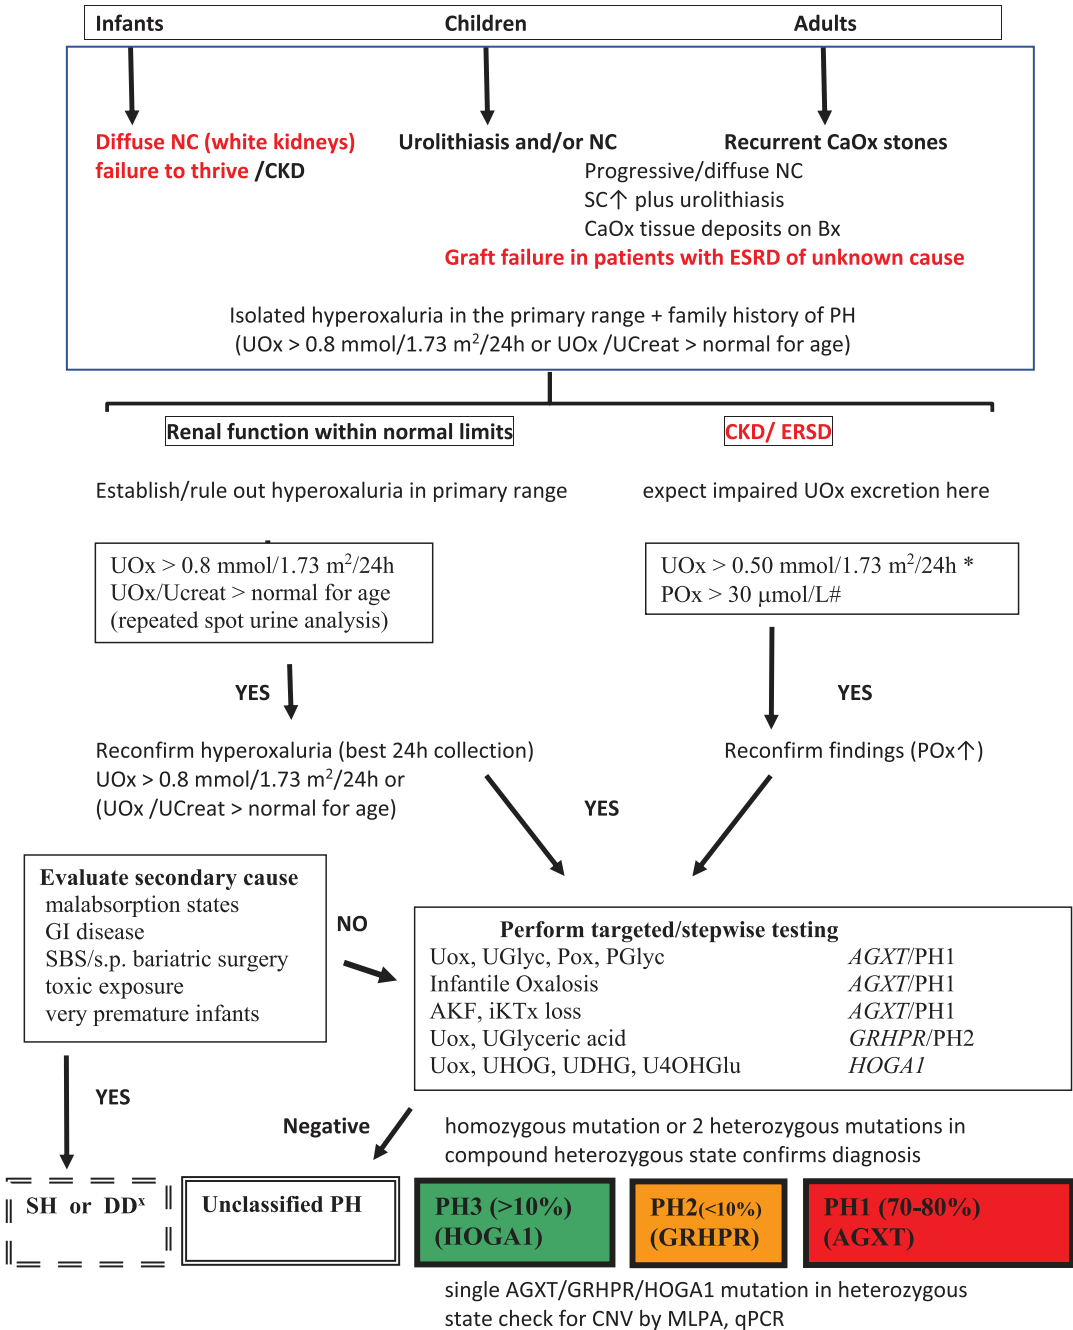 Infants Children Adults
Diffuse NC (white kidneys) Urolithiasis and/or NC Recurrent CaOx stones
failure to thrive /CKD Progressive/diffuse NC
SC↑ plus urolithiasis
CaOx tissue deposits on Bx
Graft failure in patients with ESRD of unknown cause
Isolated hyperoxaluria in the primary range + family history of PH
(UOx > 0.8 mmol/1.73 m²/24h or UOx /UCreat > normal for age)
Renal function within normal limits
CKD/ ERSD
Establish/rule out hyperoxaluria in primary range
expect impaired UOx excretion here
UOx > 0.8 mmol/1.73 m²/24h
UOx/Ucreat > normal for age
(repeated spot urine analysis)
UOx > 0.50 mmol/1.73 m²/24h *
POx > 30 µmol/L#
YES
YES
Reconfirm hyperoxaluria (best 24h collection)
UOx > 0.8 mmol/1.73 m²/24h or
(UOx /UCreat > normal for age)
Reconfirm findings (POx↑)
YES
Evaluate secondary cause
malabsorption states
GI disease
SBS/s.p. bariatric surgery
toxic exposure
very premature infants
NO
Perform targeted/stepwise testing
Uox, UGlyc, Pox, PGlyc AGXT/PH1
Infantile Oxalosis AGXT/PH1
AKF, iKTx loss AGXT/PH1
Uox, UGlyceric acid GRHPR/PH2
Uox, UHOG, UDHG, U4OHGlu HOGA1
YES
Negative
homozygous mutation or 2 heterozygous mutations in
compound heterozygous state confirms diagnosis
SH or DDˣ
Unclassified PH
PH3 (>10%)
(HOGA1)
PH2(<10%)
(GRHPR)
PH1 (70-80%)
(AGXT)
single AGXT/GRHPR/HOGA1 mutation in heterozygous
state check for CNV by MLPA, qPCR